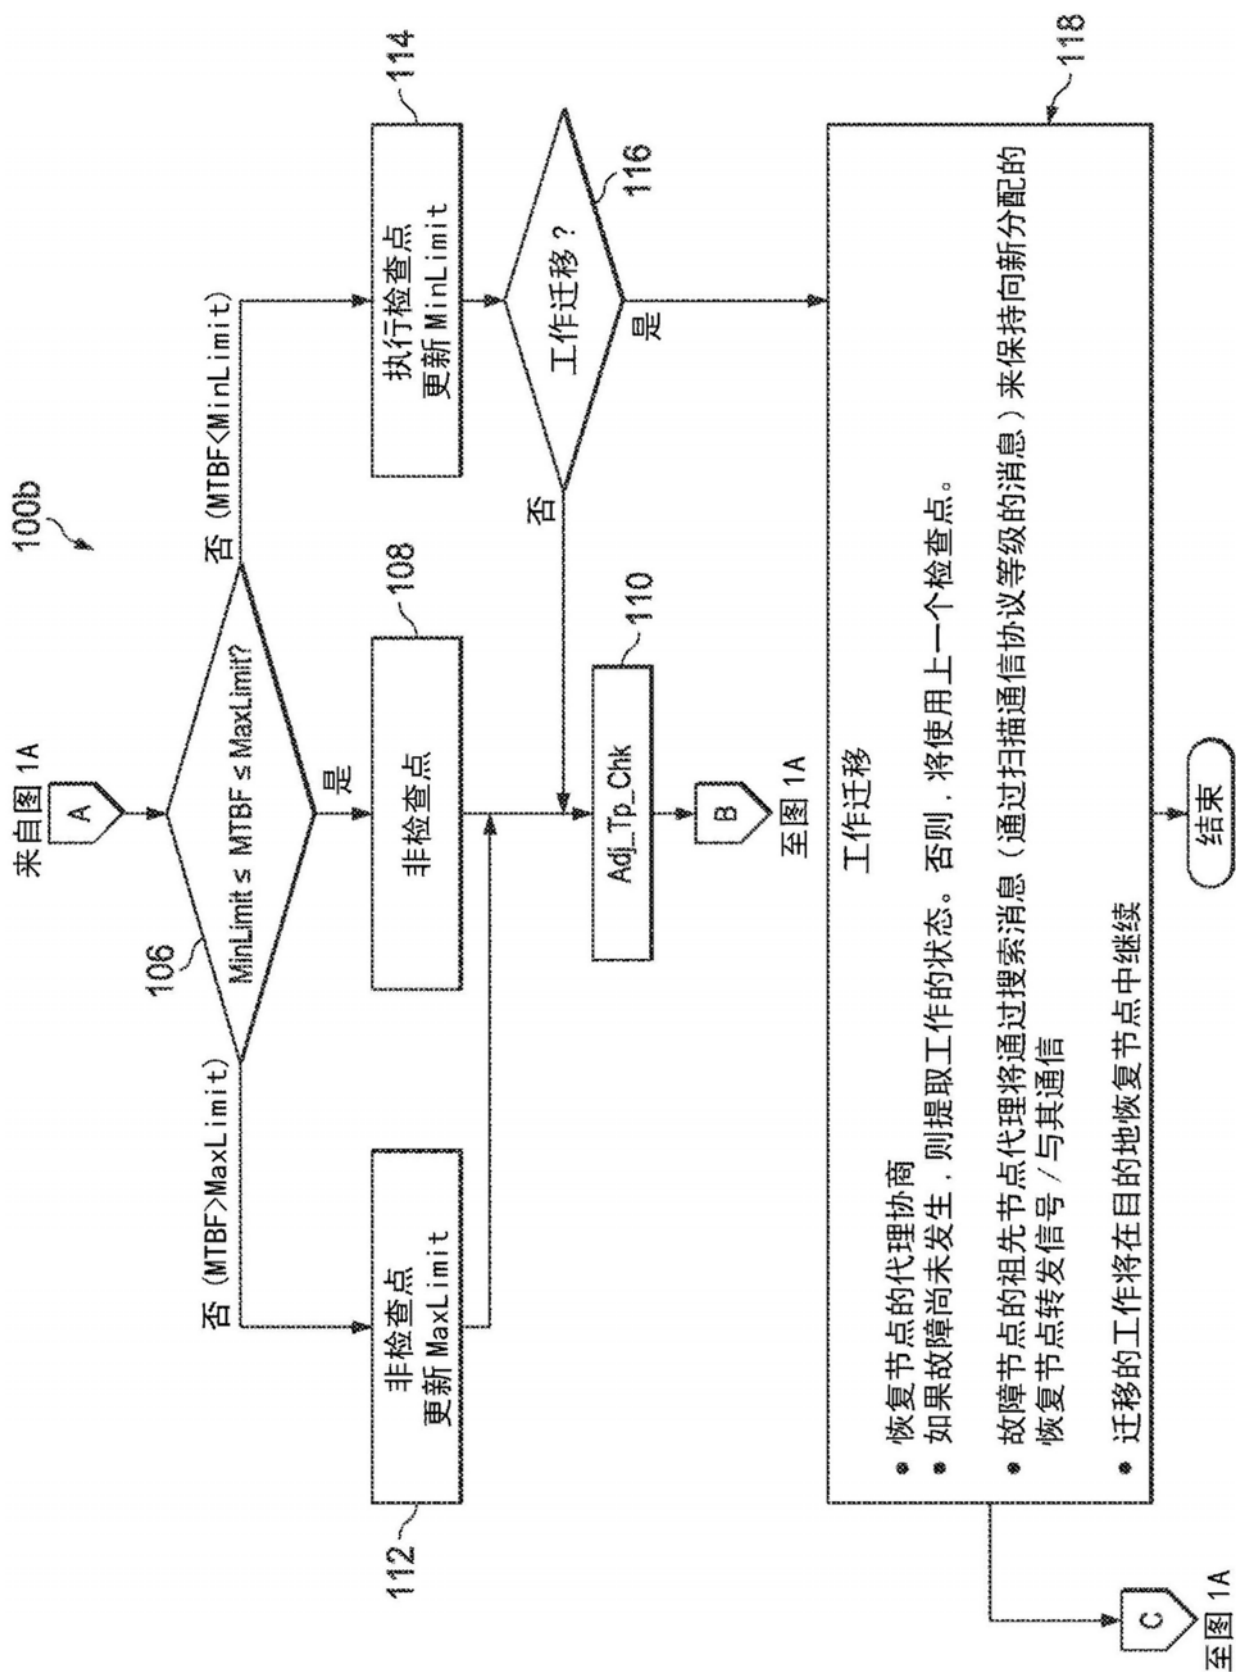 100b
来自图 1A
A
106
MinLimit ≤ MTBF ≤ MaxLimit?
否 (MTBF>MaxLimit)
否 (MTBF<MinLimit)
是
112
非检查点
更新 MaxLimit
非检查点
108
执行检查点
更新 MinLimit
114
工作迁移？
116
否
是
Adj_Tp_Chk
110
B
至图 1A
118
工作迁移
• 恢复节点的代理协商
• 如果故障尚未发生，则提取工作的状态。否则，将使用上一个检查点。
• 故障节点的祖先节点代理将通过搜索消息（通过扫描通信协议等级的消息）来保持向新分配的
恢复节点转发信号/与其通信
• 迁移的工作将在目的地恢复节点中继续
C
至图 1A
结束